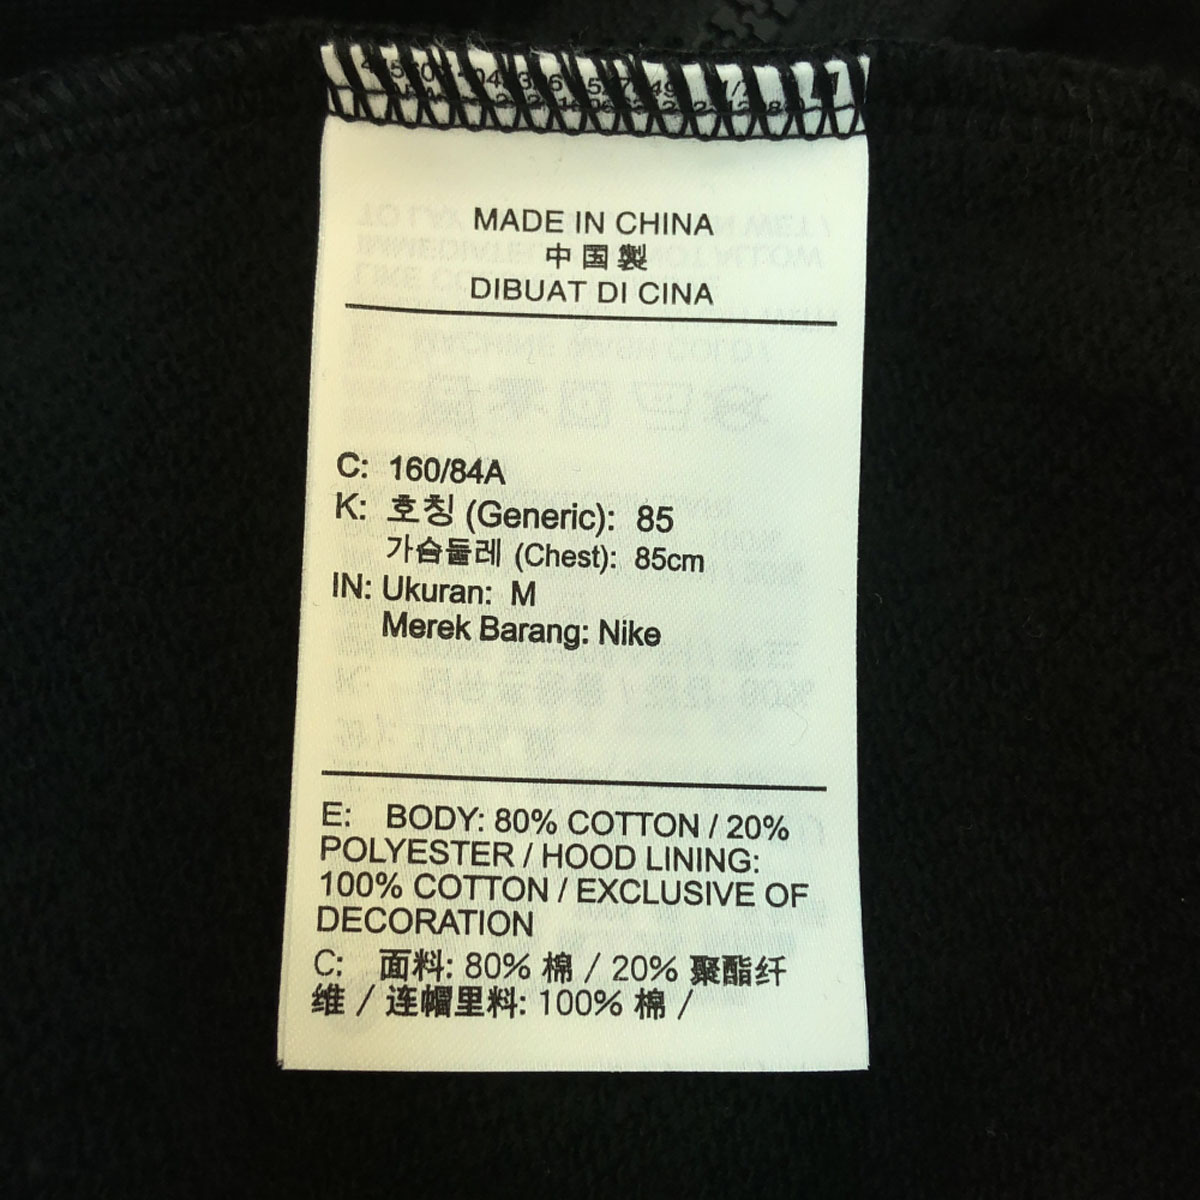 MADE IN CHINA
中国製
DIBUAT DI CINA
C: 160/84A
K: 호칭 (Generic): 85
가슴둘레 (Chest): 85cm
IN: Ukuran: M
Merek Barang: Nike
E: BODY: 80% COTTON / 20%
POLYESTER / HOOD LINING:
100% COTTON / EXCLUSIVE OF
DECORATION
C: 面料: 80% 棉 / 20% 聚酯纤
维 / 连帽里料: 100% 棉 /